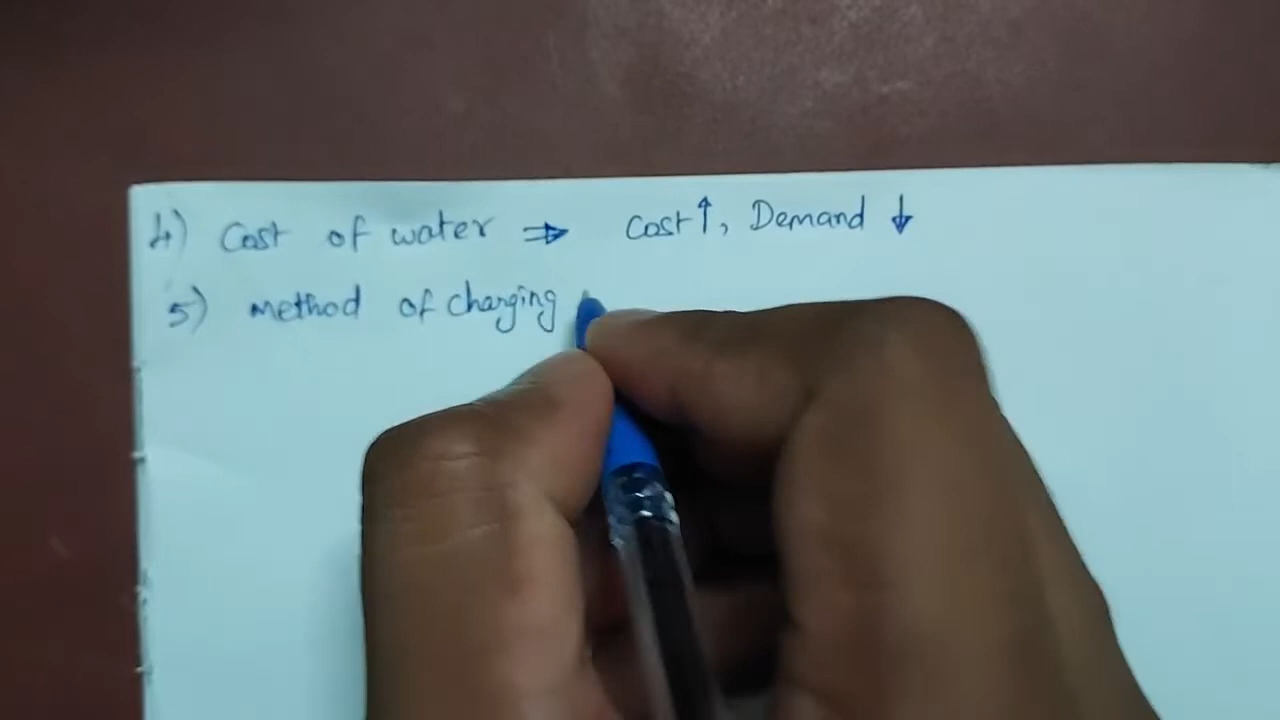 4) Cost of water ⇒ Cost↑, Demand ↓
5) method of charging